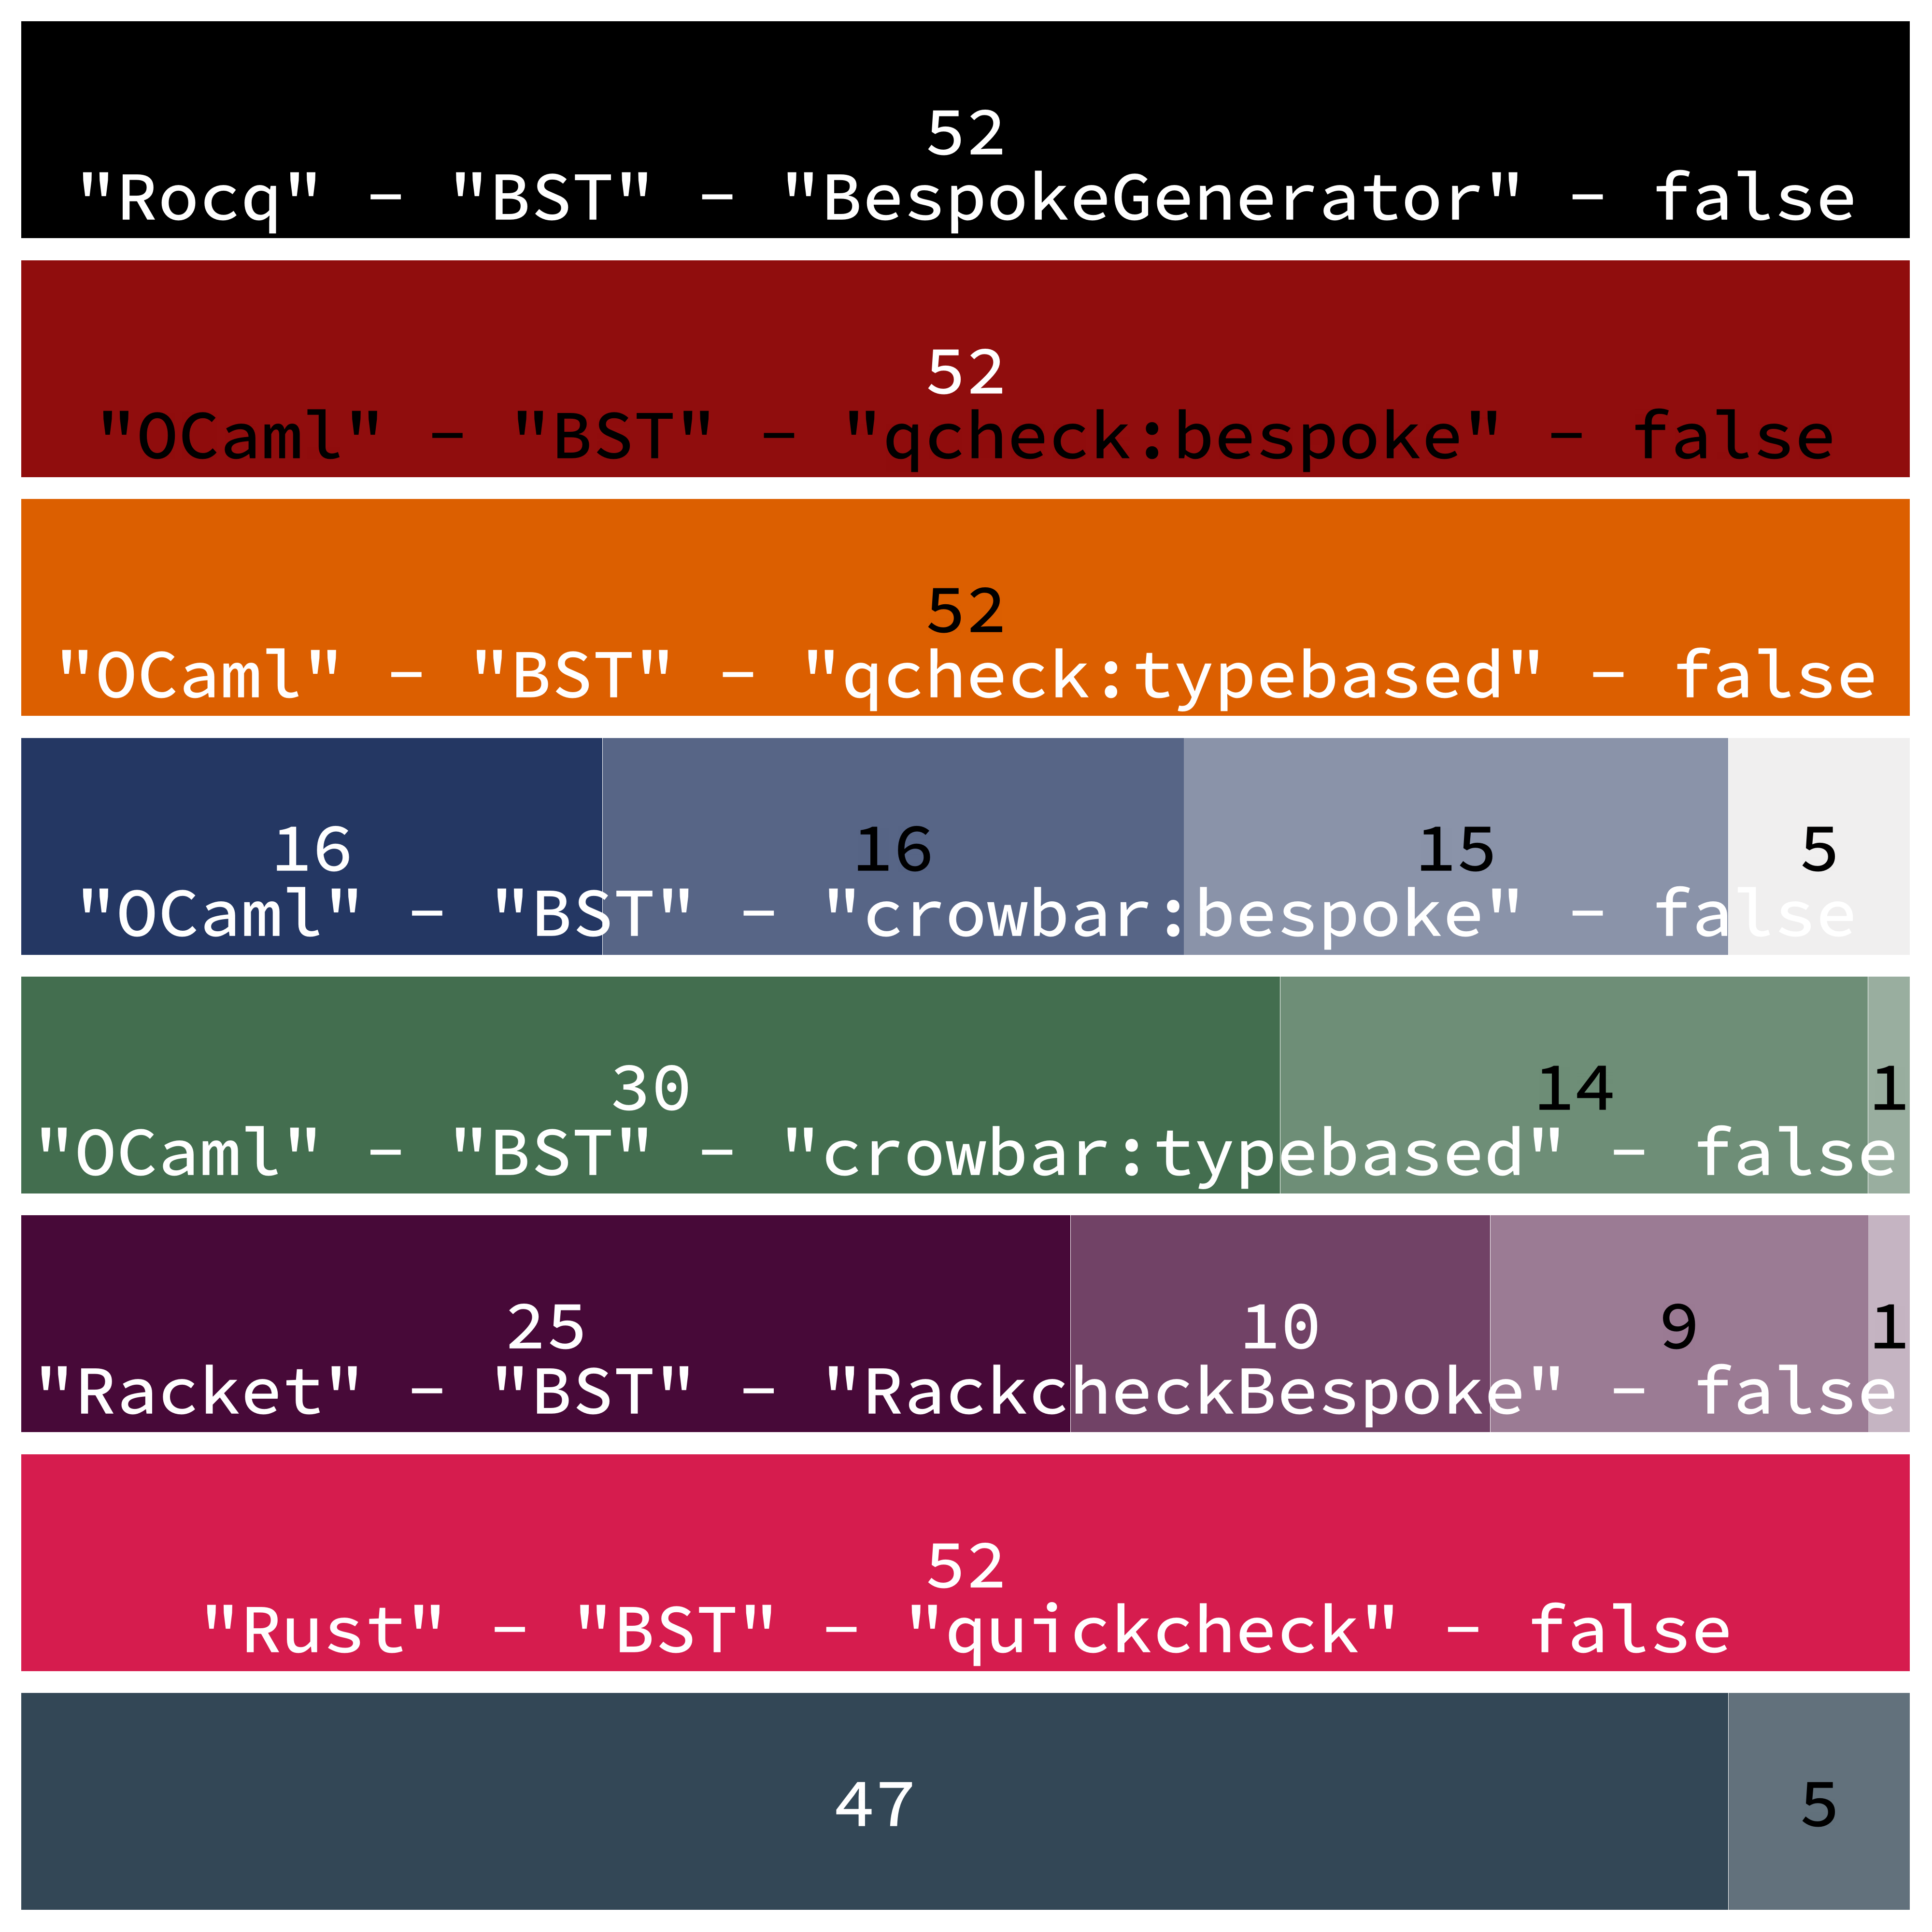 52
"Rocq" - "BST" - "BespokeGenerator" - false
52
"OCaml" - "BST" - "qcheck:bespoke" - false
52
"OCaml" - "BST" - "qcheck:typebased" - false
16 16 15 5
"OCaml" - "BST" - "crowbar:bespoke" - false
30 14 1
"OCaml" - "BST" - "crowbar:typebased" - false
25 10 9 1
"Racket" - "BST" - "RackcheckBespoke" - false
52
"Rust" - "BST" - "quickcheck" - false
47 5